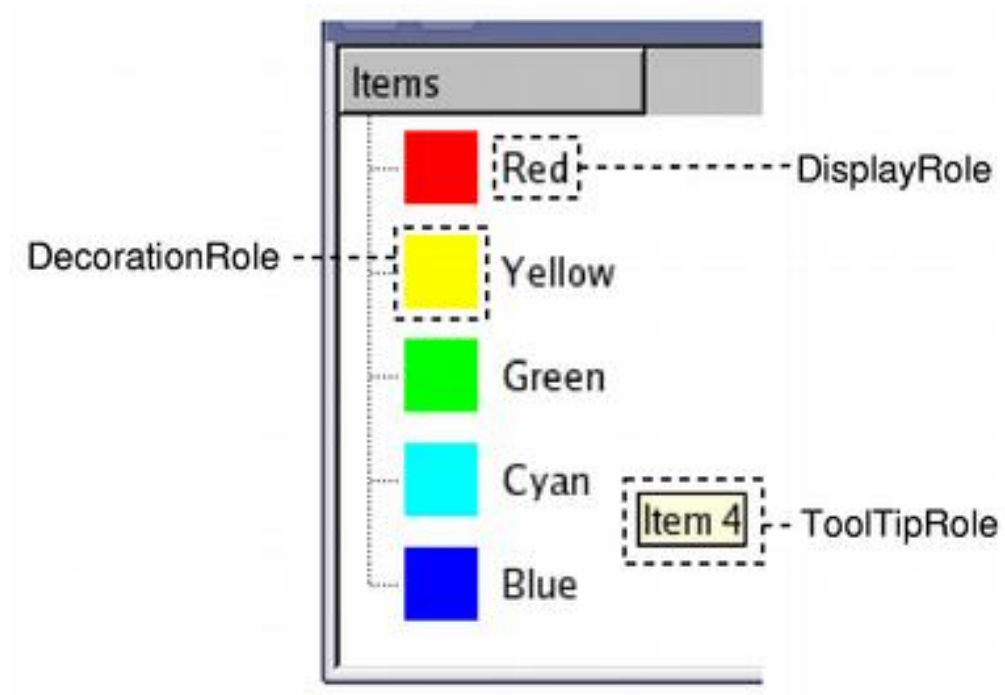 Items
Red
DisplayRole
DecorationRole
Yellow
Green
Cyan
Item 4
ToolTipRole
Blue